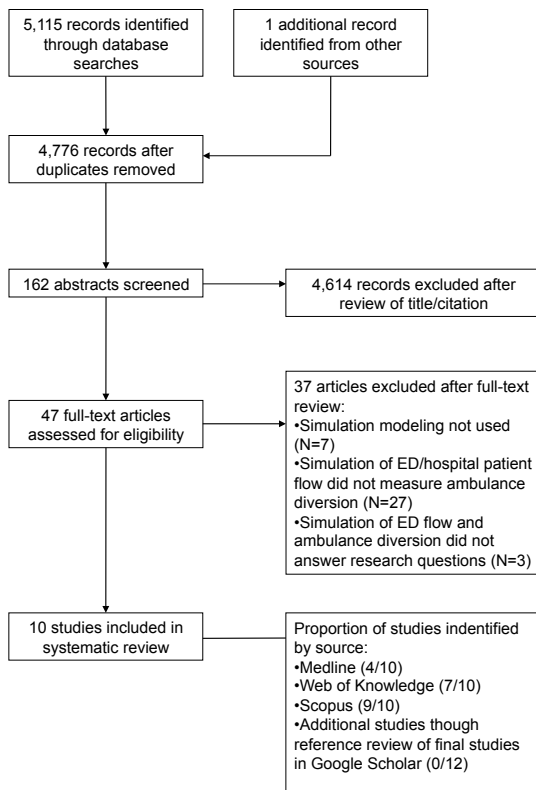 5,115 records identified
through database
searches
1 additional record
identified from other
sources
4,776 records after
duplicates removed
162 abstracts screened
4,614 records excluded after
review of title/citation
47 full-text articles
assessed for eligibility
37 articles excluded after full-text
review:
•Simulation modeling not used
(N=7)
•Simulation of ED/hospital patient
flow did not measure ambulance
diversion (N=27)
•Simulation of ED flow and
ambulance diversion did not
answer research questions (N=3)
10 studies included in
systematic review
Proportion of studies indentified
by source:
•Medline (4/10)
•Web of Knowledge (7/10)
•Scopus (9/10)
•Additional studies though
reference review of final studies
in Google Scholar (0/12)